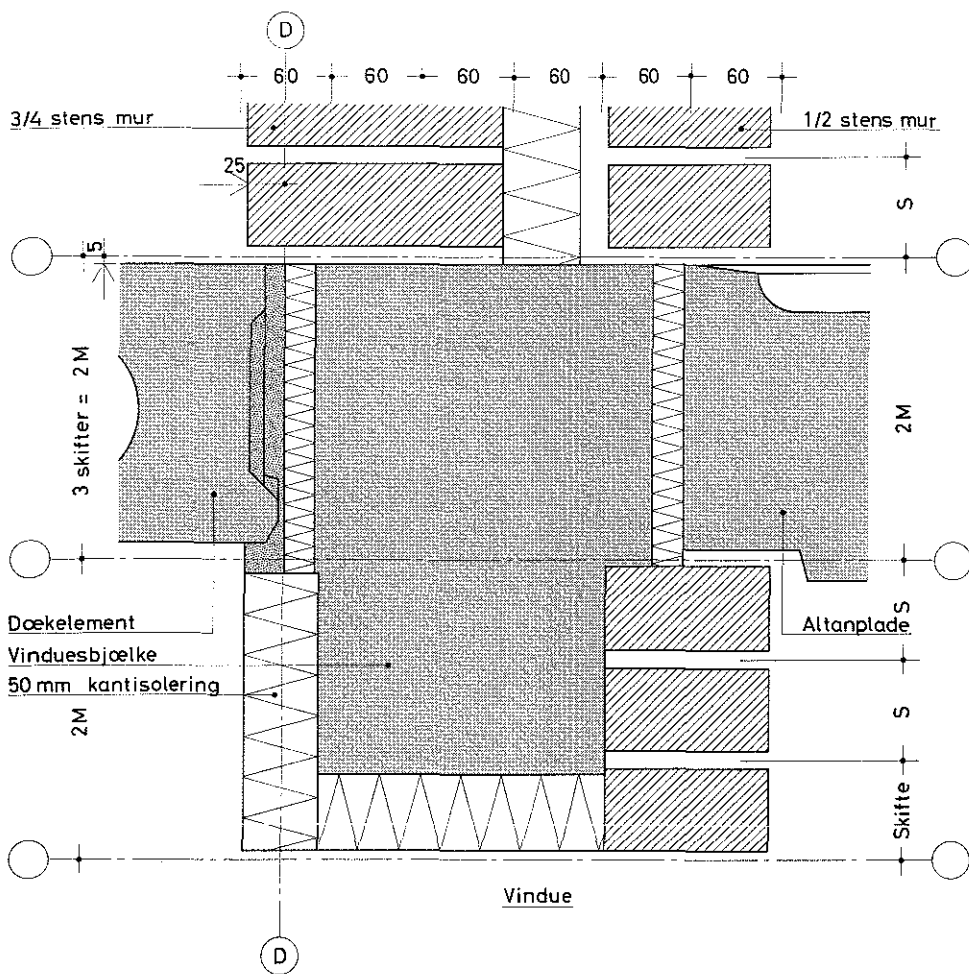 D
60 60 60 60 60 60
3/4 stens mur
1/2 stens mur
25
S
5
3 skifter = 2M
2M
Dækelement
Vinduesbjælke
50 mm kantisolering
2M
S
Altanplade
S
Skifte
Vindue
D